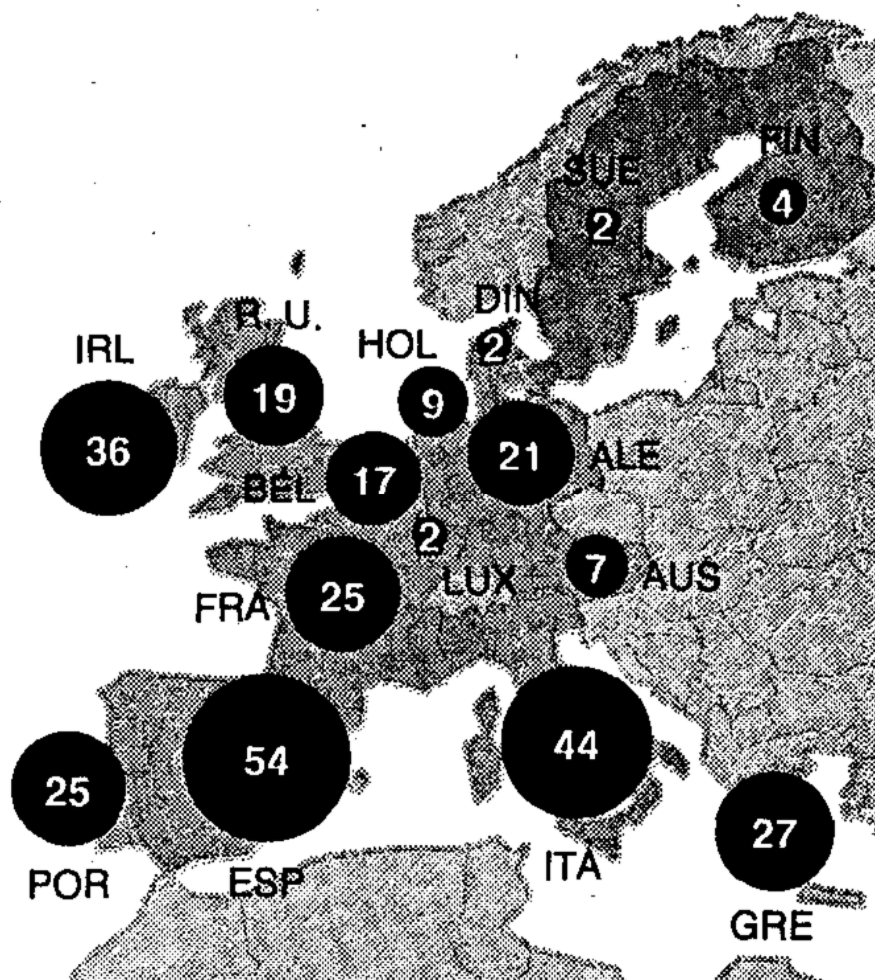 FIN
SUE
4
2
DIN
R. U.
IRL
HOL
2
19
9
36
21
ALE
BEL
17
2
7
AUS
LUX
FRA
25
54
44
25
27
POR
ESP
ITA
GRE